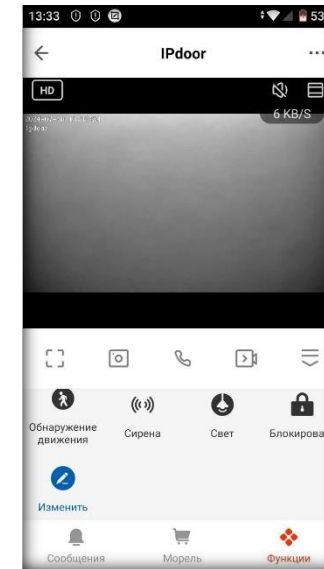 13:33
53
IPdoor
HD
6 KB/S
Обнаружение движения
Сирена
Свет
Блокирова
Изменить
Сообщения
Морель
Функции